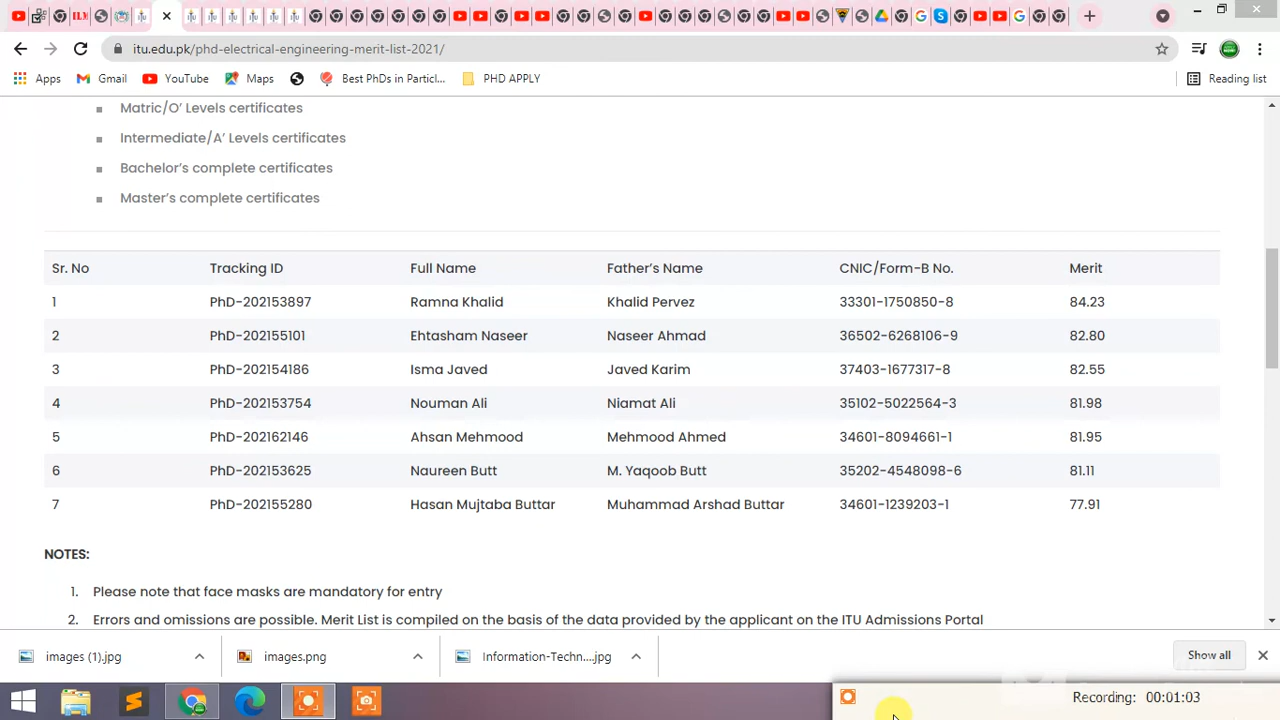 itu.edu.pk/phd-electrical-engineering-merit-list-2021/
Apps Gmail YouTube Maps Best PhDs in Particl... PHD APPLY Reading list
Matric/O' Levels certificates
Intermediate/A' Levels certificates
Bachelor's complete certificates
Master's complete certificates
Sr. No Tracking ID Full Name Father's Name CNIC/Form-B No. Merit
1 PhD-202153897 Ramna Khalid Khalid Pervez 33301-1750850-8 84.23
2 PhD-202155101 Ehtasham Naseer Naseer Ahmad 36502-6268106-9 82.80
3 PhD-202154186 Isma Javed Javed Karim 37403-1677317-8 82.55
4 PhD-202153754 Nouman Ali Niamat Ali 35102-5022564-3 81.98
5 PhD-202162146 Ahsan Mehmood Mehmood Ahmed 34601-8094661-1 81.95
6 PhD-202153625 Naureen Butt M. Yaqoob Butt 35202-4548098-6 81.11
7 PhD-202155280 Hasan Mujtaba Buttar Muhammad Arshad Buttar 34601-1239203-1 77.91
NOTES:
1. Please note that face masks are mandatory for entry
2. Errors and omissions are possible. Merit List is compiled on the basis of the data provided by the applicant on the ITU Admissions Portal
images (1).jpg images.png Information-Techn....jpg Show all
Recording: 00:01:03